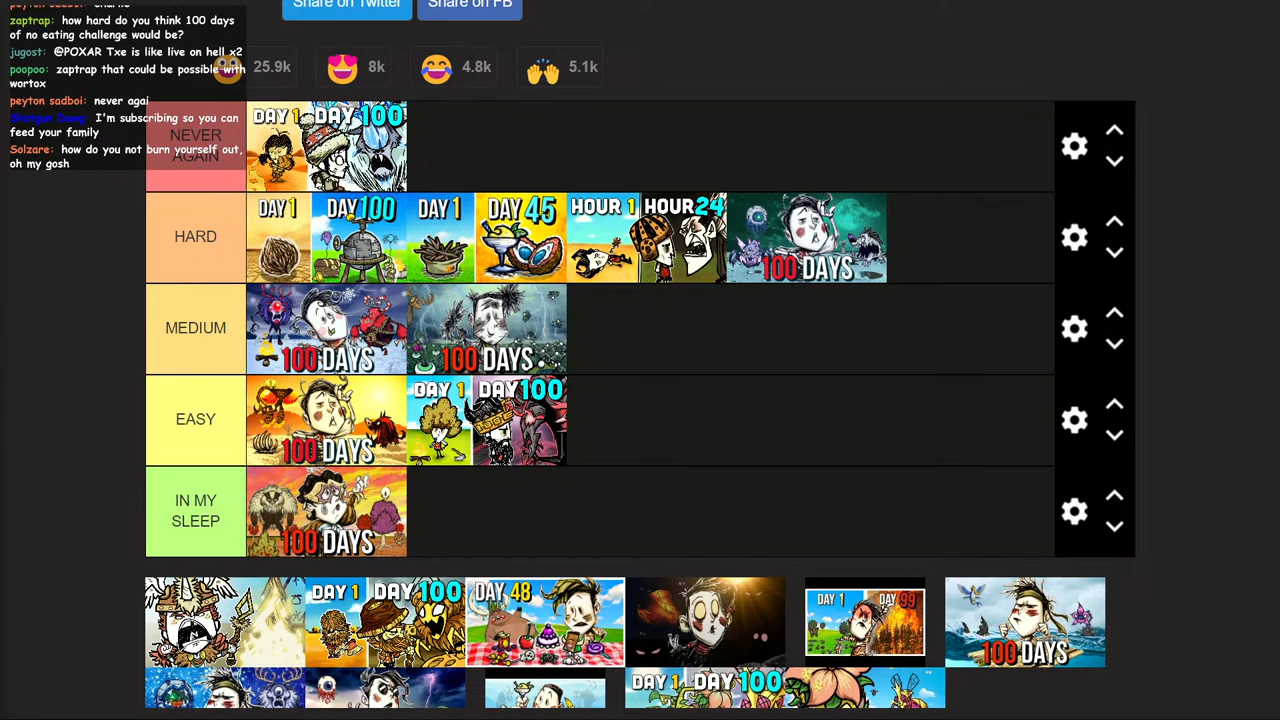 Share on Twitter
Share on FB
zaptrap: how hard do you think 100 days
of no eating challenge would be?
jugost: @POXAR Txe is like live on hell x2
poopoo: zaptrap that could be possible with
wortox
peyton sadboi: never agai
Shotgun Doug: I'm subscribing so you can
feed your family
Solzare: how do you not burn yourself out,
oh my gosh
25.9k
8k
4.8k
5.1k
NEVER
AGAIN
DAY 1 DAY 100
HARD
DAY 1 DAY 100 DAY 1 DAY 45 HOUR 1 HOUR 24
100 DAYS
MEDIUM
100 DAYS 100 DAYS
EASY
DAY 1 DAY 100
100 DAYS
IN MY
SLEEP
100 DAYS
DAY 1 DAY 100 DAY 48 DAY 1 DAY 99
100 DAYS
DAY 1 DAY 100